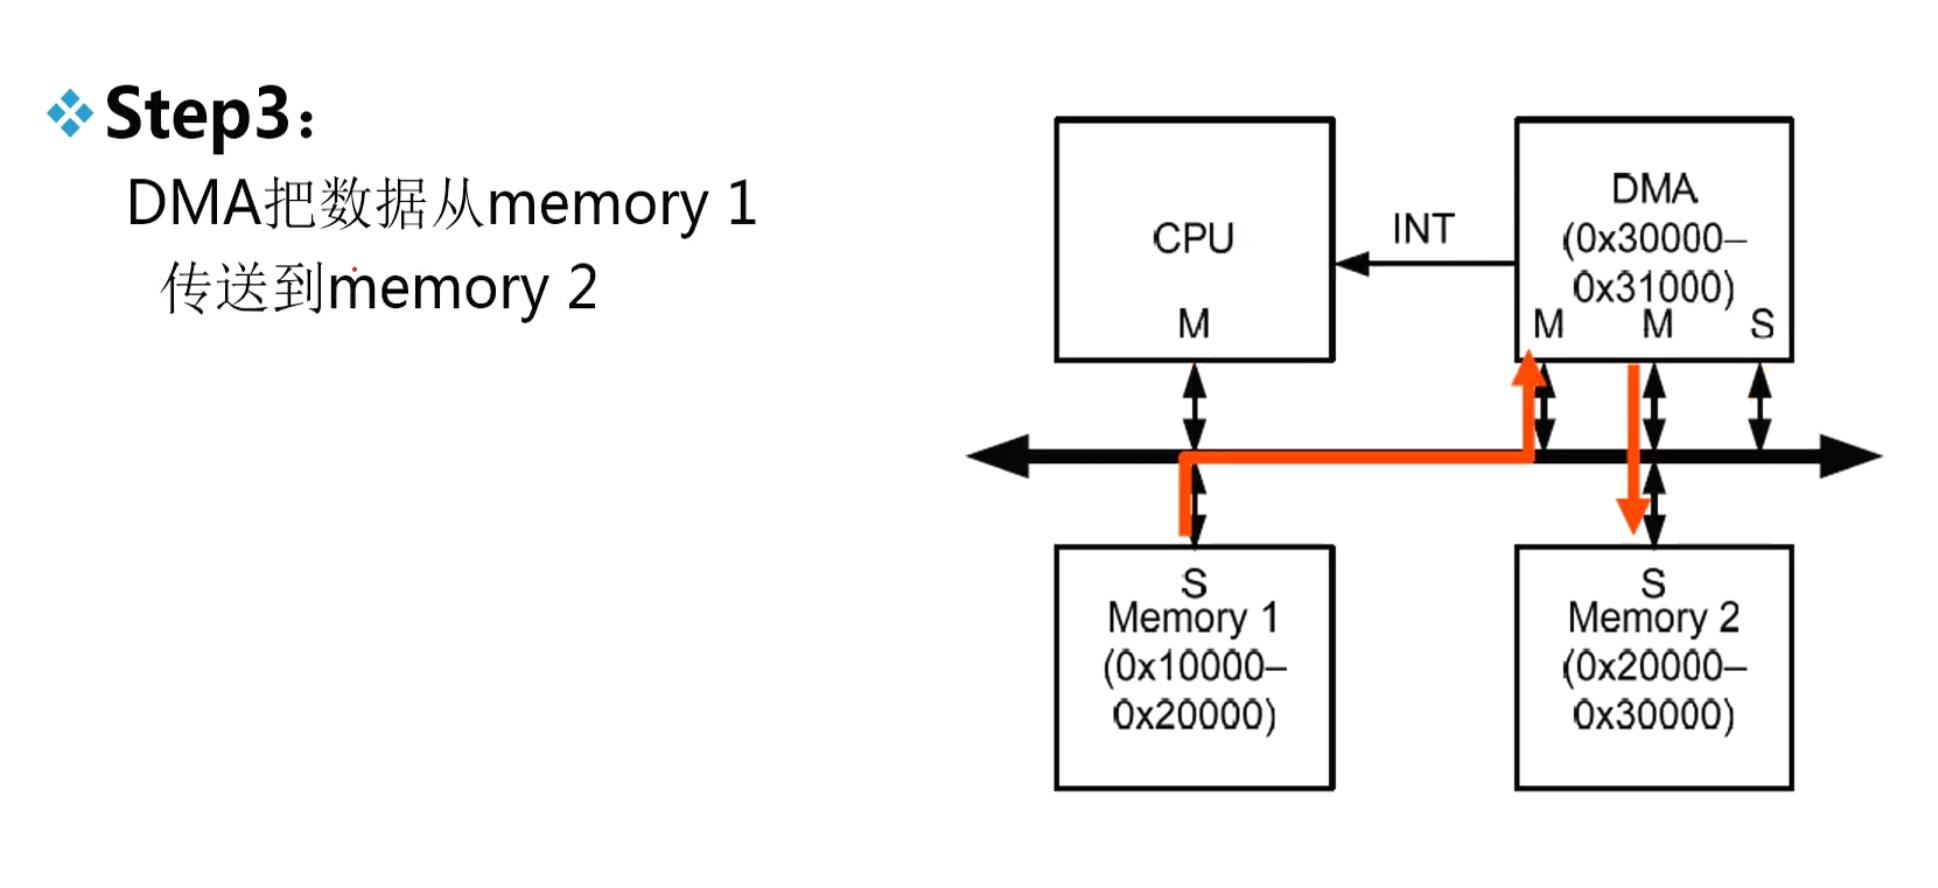 Step3：
DMA把数据从memory 1
传送到memory 2
CPU
M
INT
DMA
(0x30000–
0x31000)
M M S
S
Memory 1
(0x10000–
0x20000)
S
Memory 2
(0x20000–
0x30000)